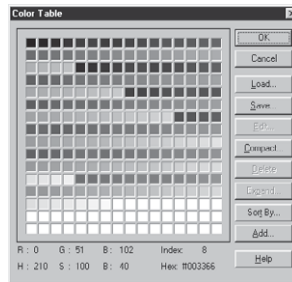 Color Table
OK
Cancel
Load...
Save...
Edit...
Compact...
Delete
Expand...
Sort By...
Add...
Help
R: 0 G: 51 B: 102 Index: 8
H: 210 S: 100 B: 40 Hex: #003366